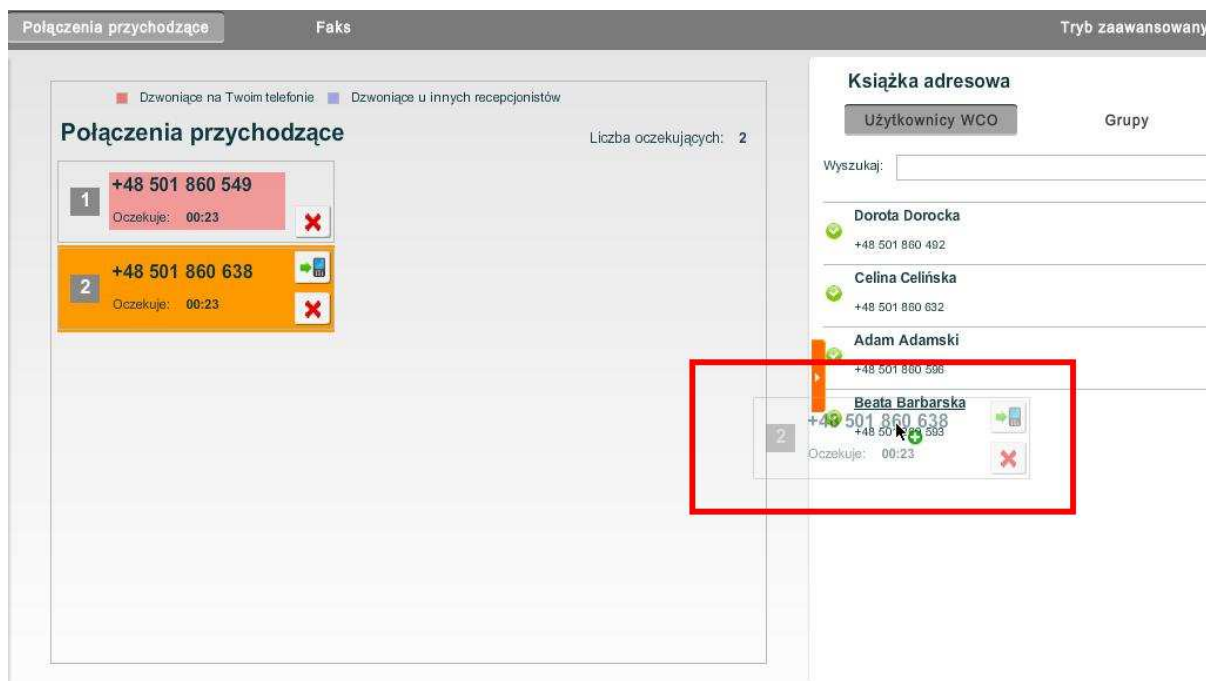 Połączenia przychodzące
Faks
Tryb zaawansowany
Dzwoniące na Twoim telefonie
Dzwoniące u innych recepcjonistów
Połączenia przychodzące
Liczba oczekujących: 2
1
+48 501 860 549
Oczekuje: 00:23
2
+48 501 860 638
Oczekuje: 00:23
Książka adresowa
Użytkownicy WCO
Grupy
Wyszukaj:
Dorota Dorocka
+48 501 860 492
Celina Celińska
+48 501 860 632
Adam Adamski
+48 501 860 596
Beata Barbarska
+48 501 593
2
+48 501 860 638
Oczekuje: 00:23